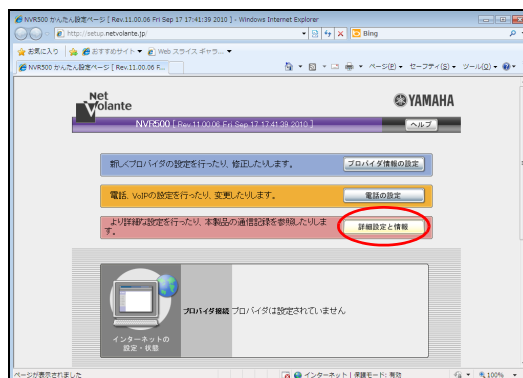 NVR500 かんたん設定ページ [ Rev.11.00.06 Fri Sep 17 17:41:39 2010 ] - Windows Internet Explorer
http://setup.netvolante.jp/
Bing
お気に入り おすすめサイト Web スライス ギャラ...
NVR500 かんたん設定ページ [ Rev.11.00.06 F...
ページ(P) セーフティ(S) ツール(O)
Net Volante
YAMAHA
NVR500 [ Rev.11.00.06 Fri Sep 17 17:41:39 2010 ]
ヘルプ
新しくプロバイダの設定を行ったり、修正したりします。
プロバイダ情報の設定
電話、VoIPの設定を行ったり、変更したりします。
電話の設定
より詳細な設定を行ったり、本製品の通信記録を参照したりします。
詳細設定と情報
プロバイダ接続 プロバイダは設定されていません
インターネットの
設定・状態
ページが表示されました
インターネット | 保護モード: 有効
100%